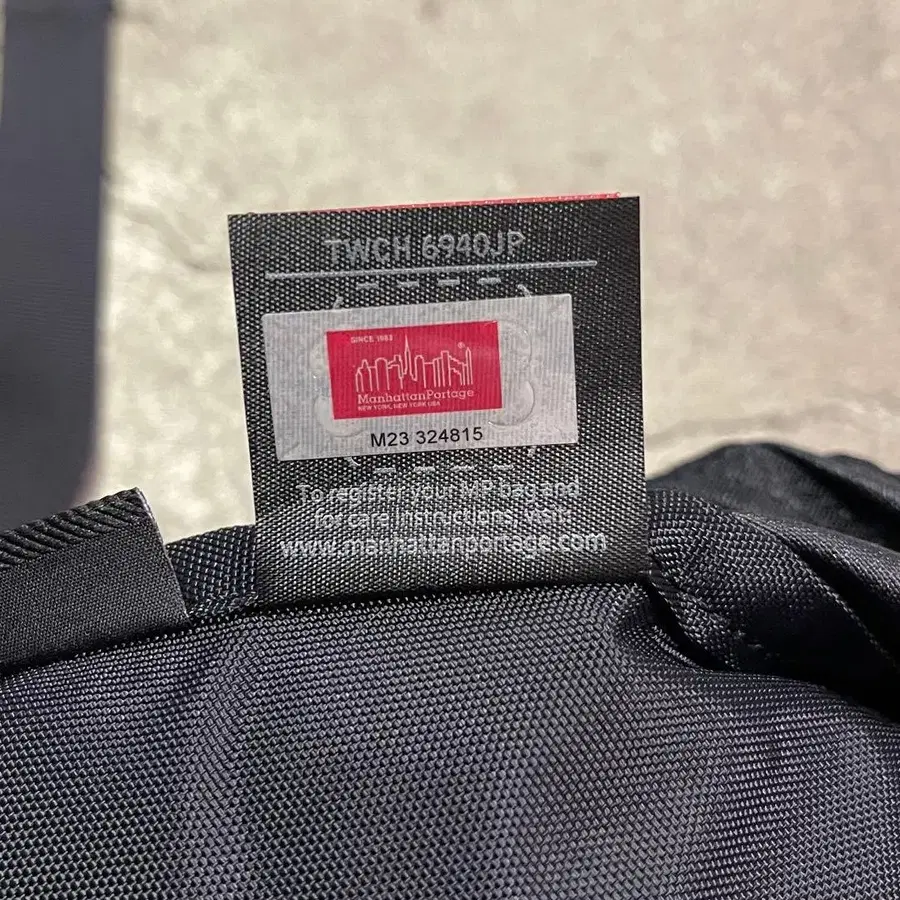 TWCH 6940JP
SINCE 1983
®
ManhattanPortage
NEW YORK, NEW YORK USA
M23 324815
To register your MP bag and
for care instructions, visit
www.manhattanportage.com